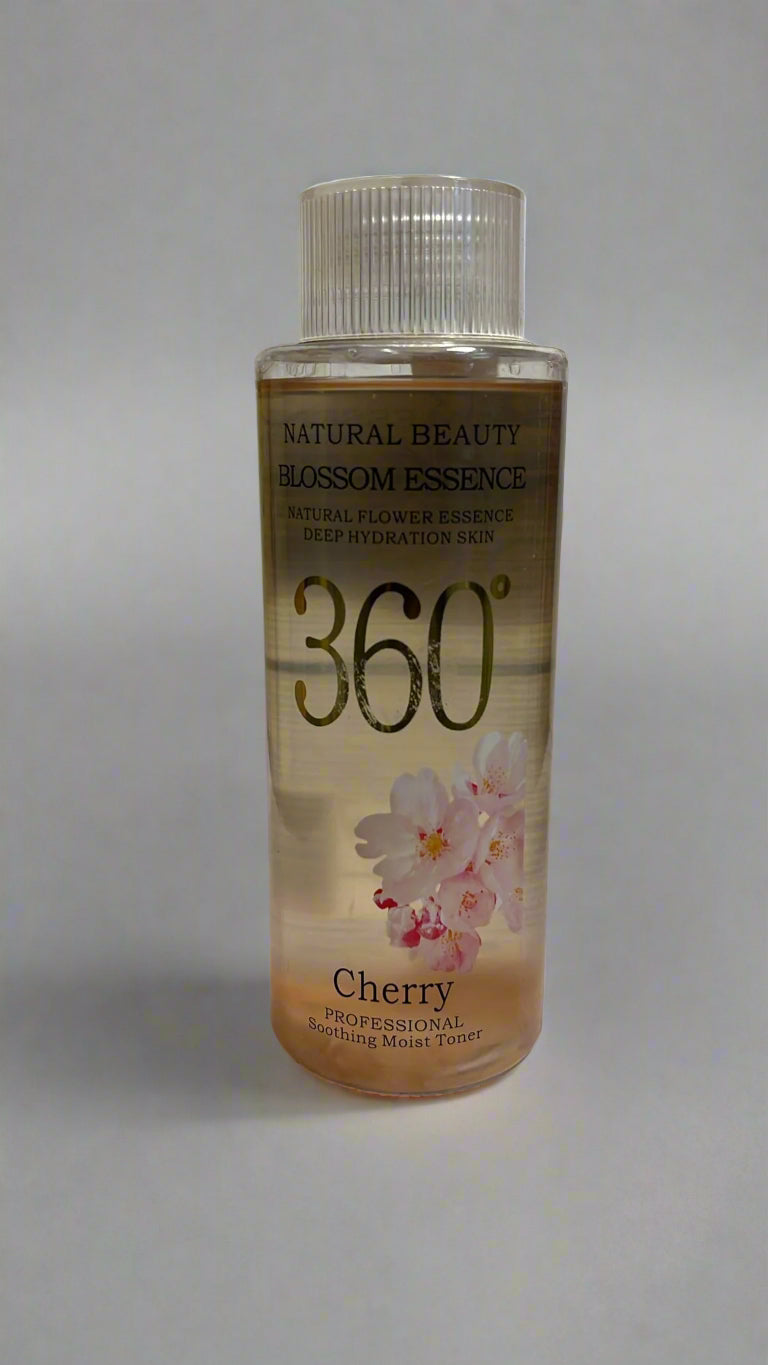 NATURAL BEAUTY
BLOSSOM ESSENCE
NATURAL FLOWER ESSENCE
DEEP HYDRATION SKIN
360°
Cherry
PROFESSIONAL
Soothing Moist Toner